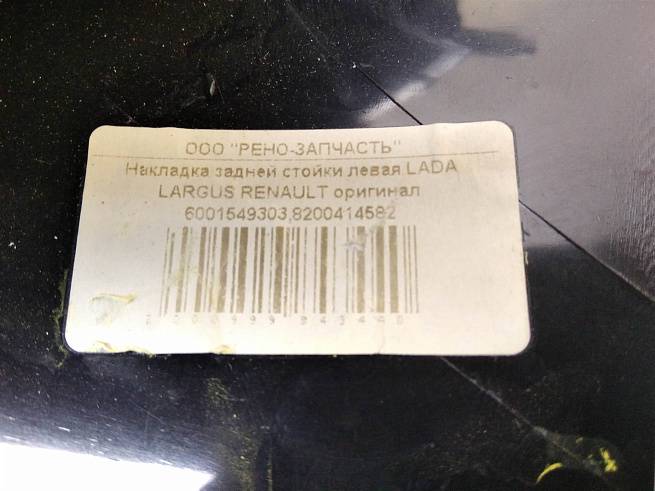 ООО "РЕНО-ЗАПЧАСТЬ"
Накладка задней стойки левая LADA
LARGUS RENAULT оригинал
6001549303,8200414582